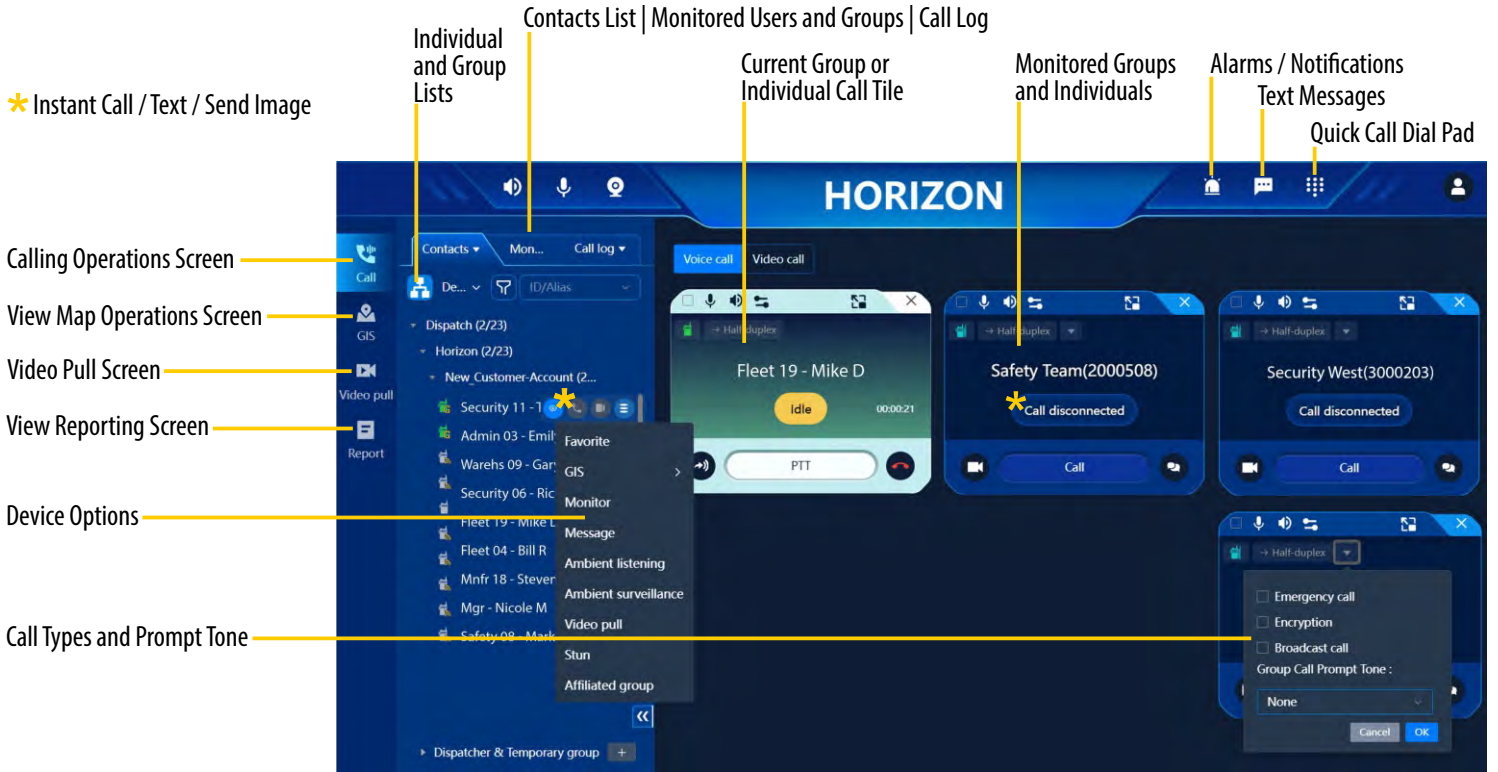 Contacts List | Monitored Users and Groups | Call Log
Individual
and Group
Lists
Current Group or
Individual Call Tile
Monitored Groups
and Individuals
Alarms / Notifications
Text Messages
Quick Call Dial Pad
* Instant Call / Text / Send Image
HORIZON
Calling Operations Screen
View Map Operations Screen
Video Pull Screen
View Reporting Screen
Device Options
Call Types and Prompt Tone
Call
GIS
Video pull
Report
Contacts
Mon...
Call log
De...
ID/Alias
Dispatch (2/23)
Horizon (2/23)
New_Customer-Account (2...
Security 11 - T
Admin 03 - Emil
Warehs 09 - Gar
Security 06 - Ric
Fleet 19 - Mike D
Fleet 04 - Bill R
Mnfr 18 - Steven
Mgr - Nicole M
Safety 08 - Mark
Dispatcher & Temporary group +
Favorite
GIS >
Monitor
Message
Ambient listening
Ambient surveillance
Video pull
Stun
Affiliated group
Voice call Video call
→ Half-duplex
Fleet 19 - Mike D
Idle
00:00:21
PTT
→ Half-duplex
Safety Team(2000508)
* Call disconnected
Call
→ Half-duplex
Security West(3000203)
Call disconnected
Call
→ Half-duplex
Emergency call
Encryption
Broadcast call
Group Call Prompt Tone :
None
Cancel OK